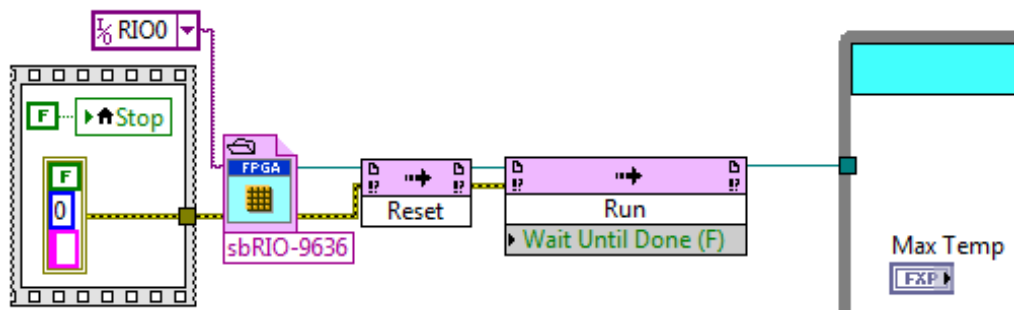 I/O RIO0
F Stop
F
0
FPGA
sbRIO-9636
!?
!?
Reset
!?
!?
Run
Wait Until Done (F)
Max Temp
FXP